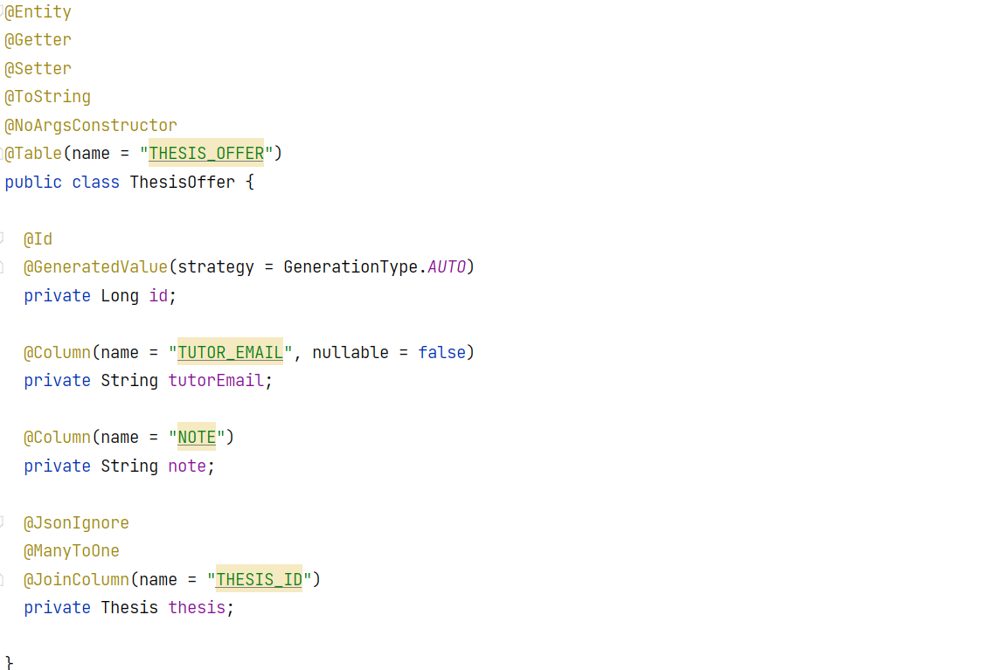 @Entity
@Getter
@Setter
@ToString
@NoArgsConstructor
@Table(name = "THESIS_OFFER")
public class ThesisOffer {
@Id
@GeneratedValue(strategy = GenerationType.AUTO)
private Long id;
@Column(name = "TUTOR_EMAIL", nullable = false)
private String tutorEmail;
@Column(name = "NOTE")
private String note;
@JsonIgnore
@ManyToOne
@JoinColumn(name = "THESIS_ID")
private Thesis thesis;
}